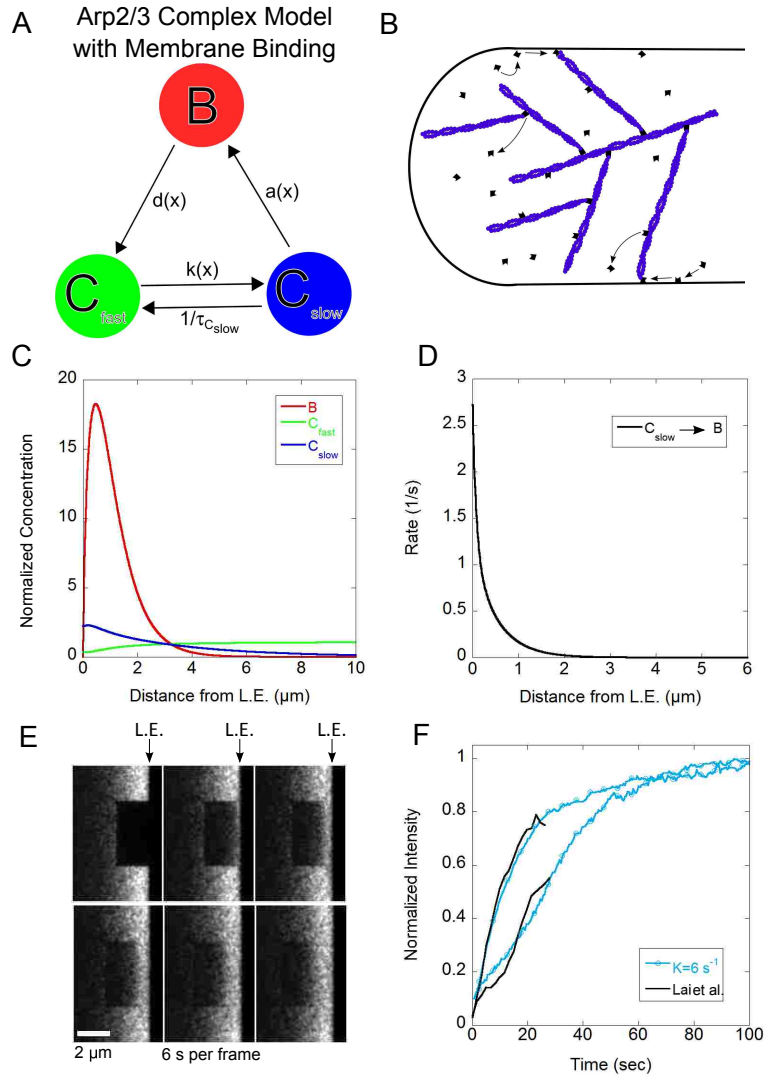 A
Arp2/3 Complex Model
with Membrane Binding
B
d(x)
a(x)
C fast
k(x)
1/τCslow
C slow
B
C
20
15
10
5
0
Normalized Concentration
B
Cfast
Cslow
0 2 4 6 8 10
Distance from L.E. (µm)
D
3
2.5
2
1.5
1
0.5
0
Rate (1/s)
Cslow → B
0 1 2 3 4 5 6
Distance from L.E. (µm)
E
L.E. L.E. L.E.
2 µm 6 s per frame
F
1
0.8
0.6
0.4
0.2
0
Normalized Intensity
K=6 s⁻¹
Lai et al.
0 20 40 60 80 100
Time (sec)